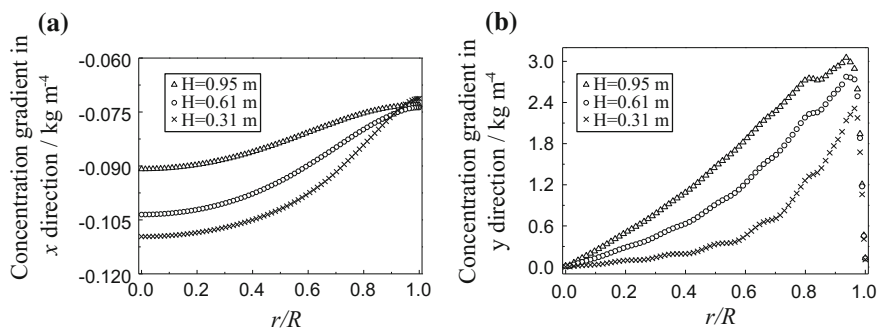 (a)
Concentration gradient in
x direction / kg m-4
-0.060
-0.075
-0.090
-0.105
-0.120
△ H=0.95 m
○ H=0.61 m
× H=0.31 m
0.0 0.2 0.4 0.6 0.8 1.0
r/R
(b)
Concentration gradient in
y direction / kg m-4
3.0
2.4
1.8
1.2
0.6
0.0
△ H=0.95 m
○ H=0.61 m
× H=0.31 m
0.0 0.2 0.4 0.6 0.8 1.0
r/R